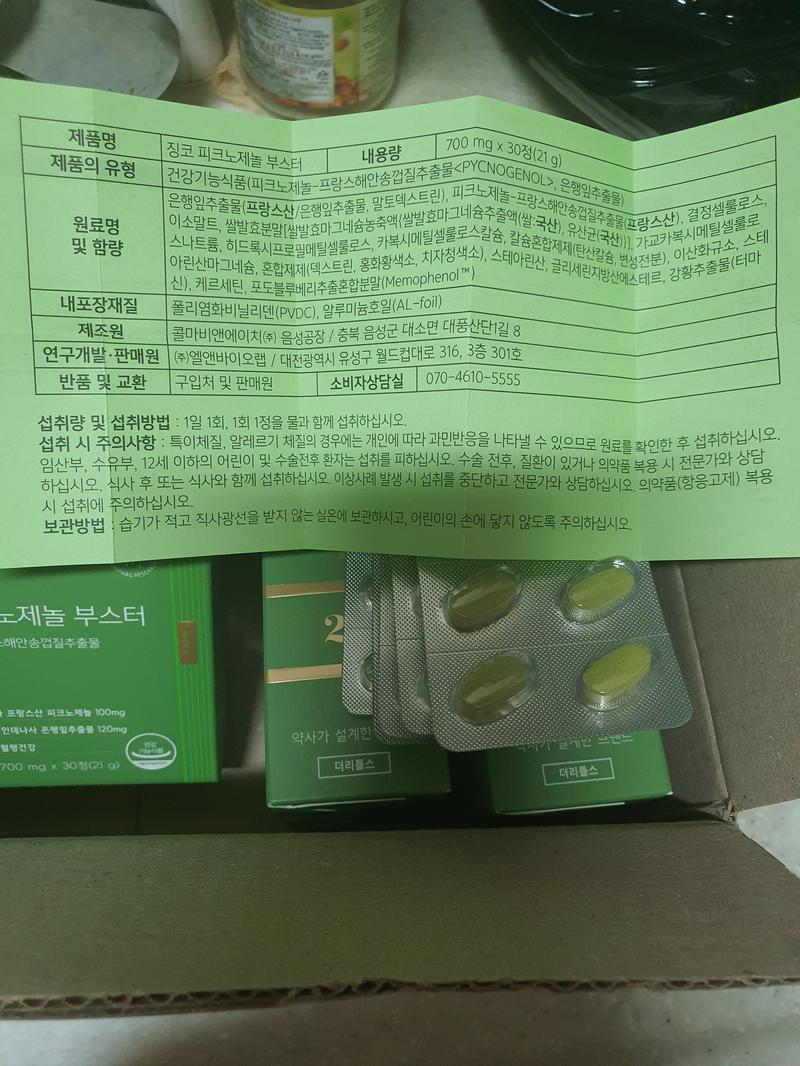 제품명 징코 피크노제놀 부스터 내용량 700 mg x 30정(21 g)
제품의 유형 건강기능식품(피크노제놀-프랑스해안송껍질추출물<PYCNOGENOL>, 은행잎추출물)
원료명 및 함량
은행잎추출물(프랑스산/은행잎추출물, 말토덱스트린), 피크노제놀-프랑스해안송껍질추출물(프랑스산), 결정셀룰로스,
이소말트, 쌀발효분말[쌀발효마그네슘농축액(쌀발효마그네슘추출액(쌀:국산), 유산균(국산))], 가교카복시메틸셀룰로
스나트륨, 히드록시프로필메틸셀룰로스, 카복시메틸셀룰로스칼슘, 칼슘혼합제제(탄산칼슘, 변성전분), 이산화규소, 스테
아린산마그네슘, 혼합제제(덱스트린, 홍화황색소, 치자청색소), 스테아린산, 글리세린지방산에스테르, 강황추출물(터마
신), 케르세틴, 포도블루베리추출혼합분말(Memophenol™)
내포장재질 폴리염화비닐리덴(PVDC), 알루미늄호일(AL-foil)
제조원 콜마비앤에이치㈜ 음성공장 / 충북 음성군 대소면 대풍산단1길 8
연구개발·판매원 ㈜엘앤바이오랩 / 대전광역시 유성구 월드컵대로 316, 3층 301호
반품 및 교환 구입처 및 판매원 소비자상담실 070-4610-5555
섭취량 및 섭취방법 : 1일 1회, 1회 1정을 물과 함께 섭취하십시오.
섭취 시 주의사항 : 특이체질, 알레르기 체질의 경우에는 개인에 따라 과민반응을 나타낼 수 있으므로 원료를 확인한 후 섭취하십시오.
임산부, 수유부, 12세 이하의 어린이 및 수술전후 환자는 섭취를 피하십시오. 수술 전후, 질환이 있거나 의약품 복용 시 전문가와 상담
하십시오. 식사 후 또는 식사와 함께 섭취하십시오. 이상사례 발생 시 섭취를 중단하고 전문가와 상담하십시오. 의약품(항응고제) 복용
시 섭취에 주의하십시오.
보관방법 : 습기가 적고 직사광선을 받지 않는 실온에 보관하시고, 어린이의 손에 닿지 않도록 주의하십시오.
노제놀 부스터
해안송껍질추출물
프랑스산 피크노제놀 100mg
인데나사 은행잎추출물 120mg
혈행건강
700 mg x 30정(21 g)
건강기능식품
2
약사가 설계한
더리틀스
약사가 설계한 브랜드
더리틀스